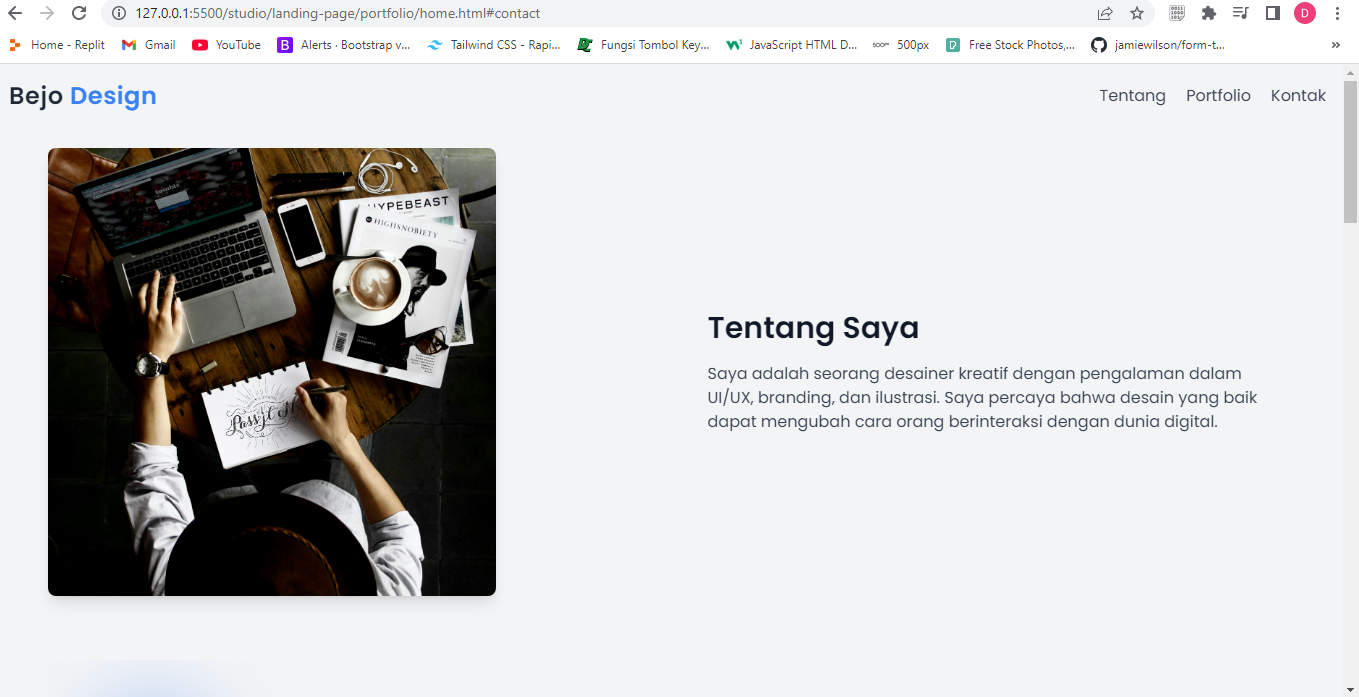 127.0.0.1:5500/studio/landing-page/portfolio/home.html#contact
D
Home - Replit
Gmail
YouTube
Alerts · Bootstrap v...
Tailwind CSS - Rapi...
Fungsi Tombol Key...
JavaScript HTML D...
500px
Free Stock Photos,...
jamiewilson/form-t...
»
Bejo Design
Tentang Portfolio Kontak
HYPEBEAST
HIGHSNOBIETY
Tentang Saya
Saya adalah seorang desainer kreatif dengan pengalaman dalam
UI/UX, branding, dan ilustrasi. Saya percaya bahwa desain yang baik
dapat mengubah cara orang berinteraksi dengan dunia digital.